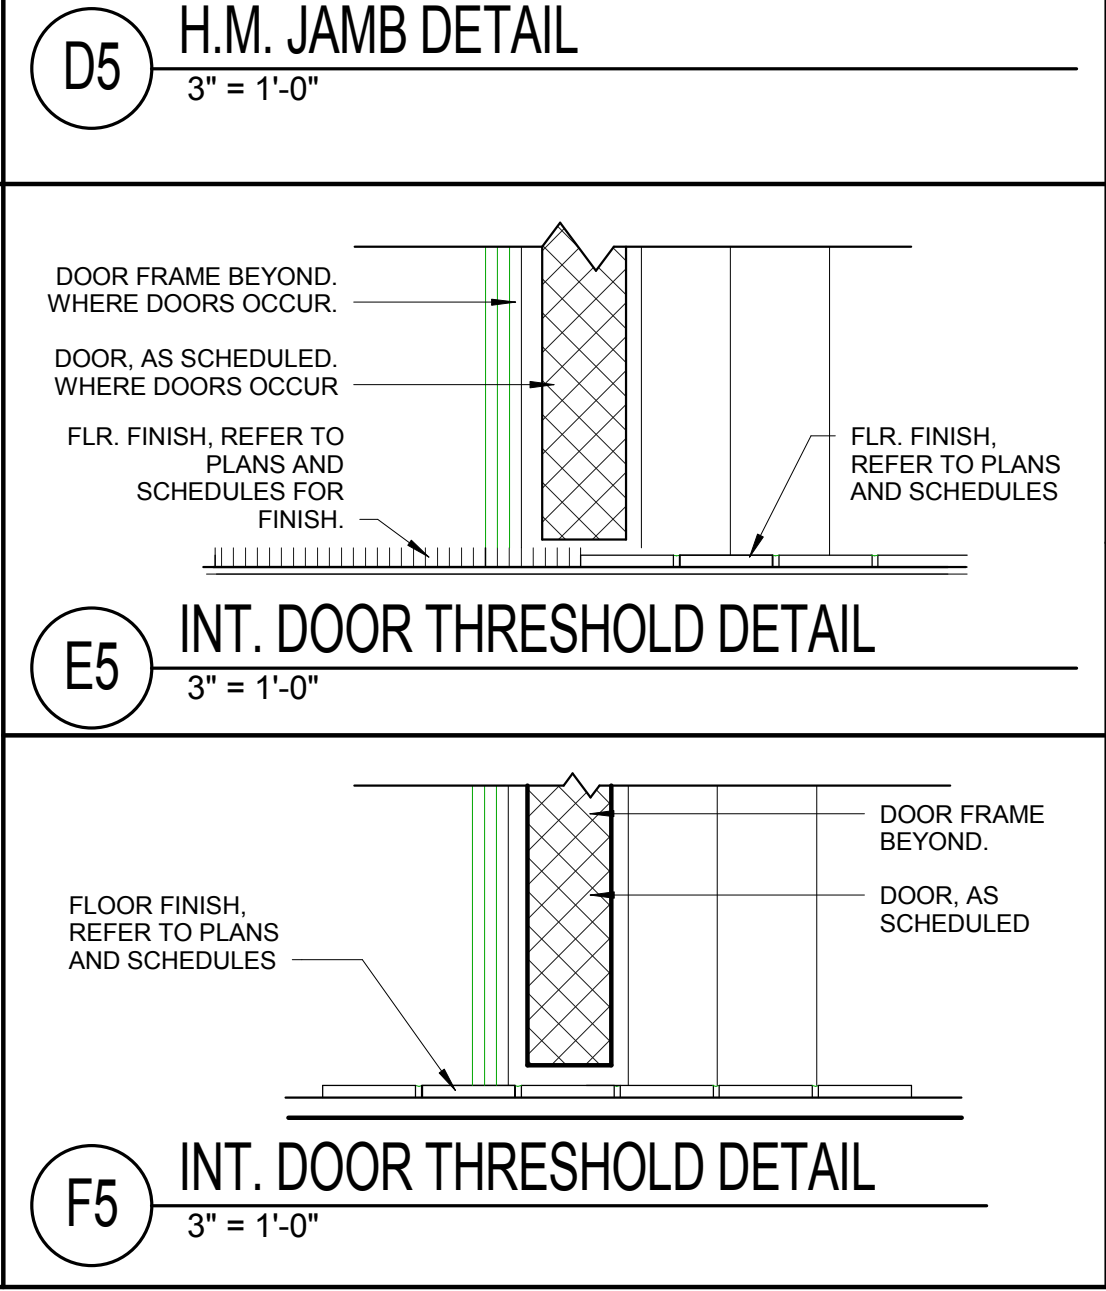 D5
H.M. JAMB DETAIL
3" = 1'-0"
DOOR FRAME BEYOND.
WHERE DOORS OCCUR.
DOOR, AS SCHEDULED.
WHERE DOORS OCCUR
FLR. FINISH, REFER TO
PLANS AND
SCHEDULES FOR
FINISH.
FLR. FINISH,
REFER TO PLANS
AND SCHEDULES
E5
INT. DOOR THRESHOLD DETAIL
3" = 1'-0"
DOOR FRAME
BEYOND.
DOOR, AS
SCHEDULED
FLOOR FINISH,
REFER TO PLANS
AND SCHEDULES
F5
INT. DOOR THRESHOLD DETAIL
3" = 1'-0"